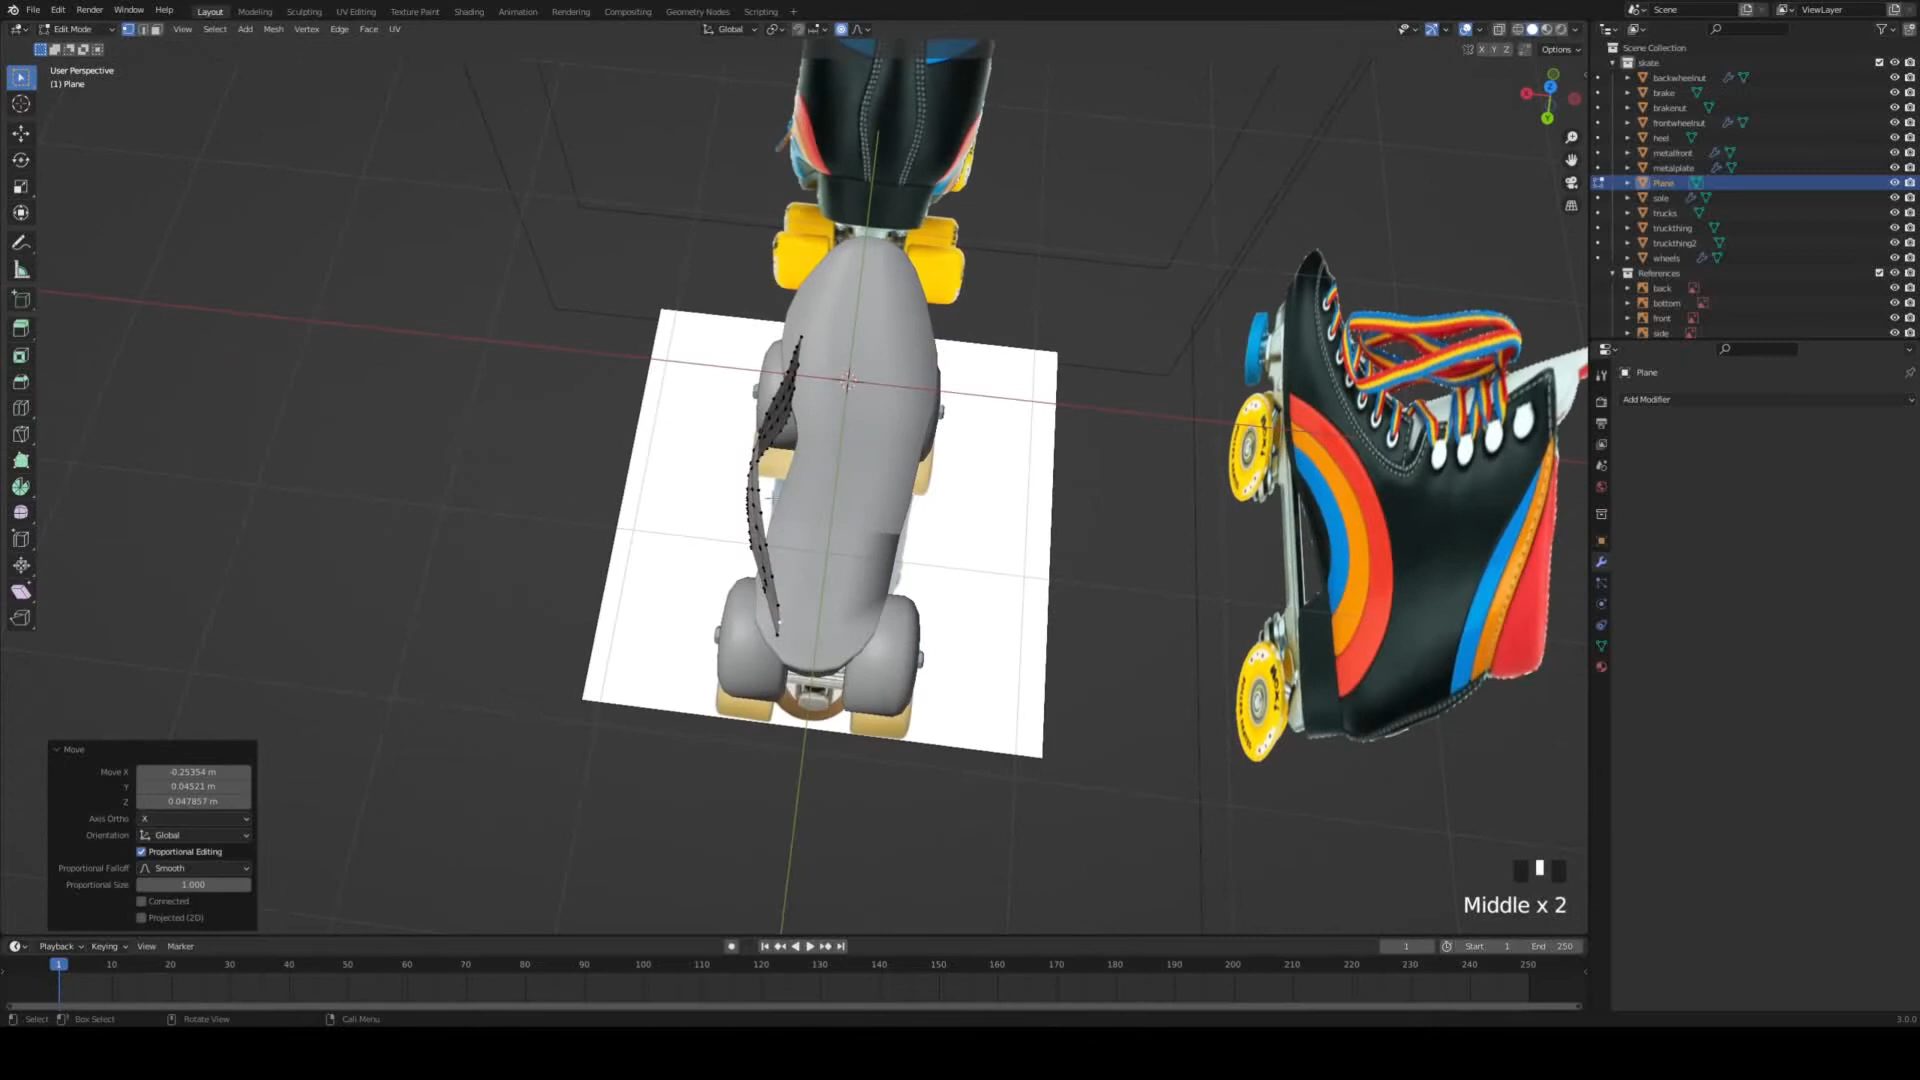 File Edit Render Window Help Layout Modeling Sculpting UV Editing Texture Paint Shading Animation Rendering Compositing Geometry Nodes Scripting + Scene ViewLayer
Edit Mode View Select Add Mesh Vertex Edge Face UV Global
X Y Z Options
User Perspective
(1) Plane
Scene Collection
skate
backwheelnut
brake
brakenut
frontwheelnut
heel
metalfront
metalplate
Plane
sole
trucks
truckthing
truckthing2
wheels
References
back
bottom
front
side
Plane
Add Modifier
Move
Move X -0.25354 m
Y 0.04521 m
Z 0.047857 m
Axis Ortho X
Orientation Global
Proportional Editing
Proportional Falloff Smooth
Proportional Size 1.000
Connected
Projected (2D)
Middle x 2
Playback Keying View Marker 1 Start 1 End 250
1 10 20 30 40 50 60 70 80 90 100 110 120 130 140 150 160 170 180 190 200 210 220 230 240 250
Select Box Select Rotate View Call Menu 3.0.0